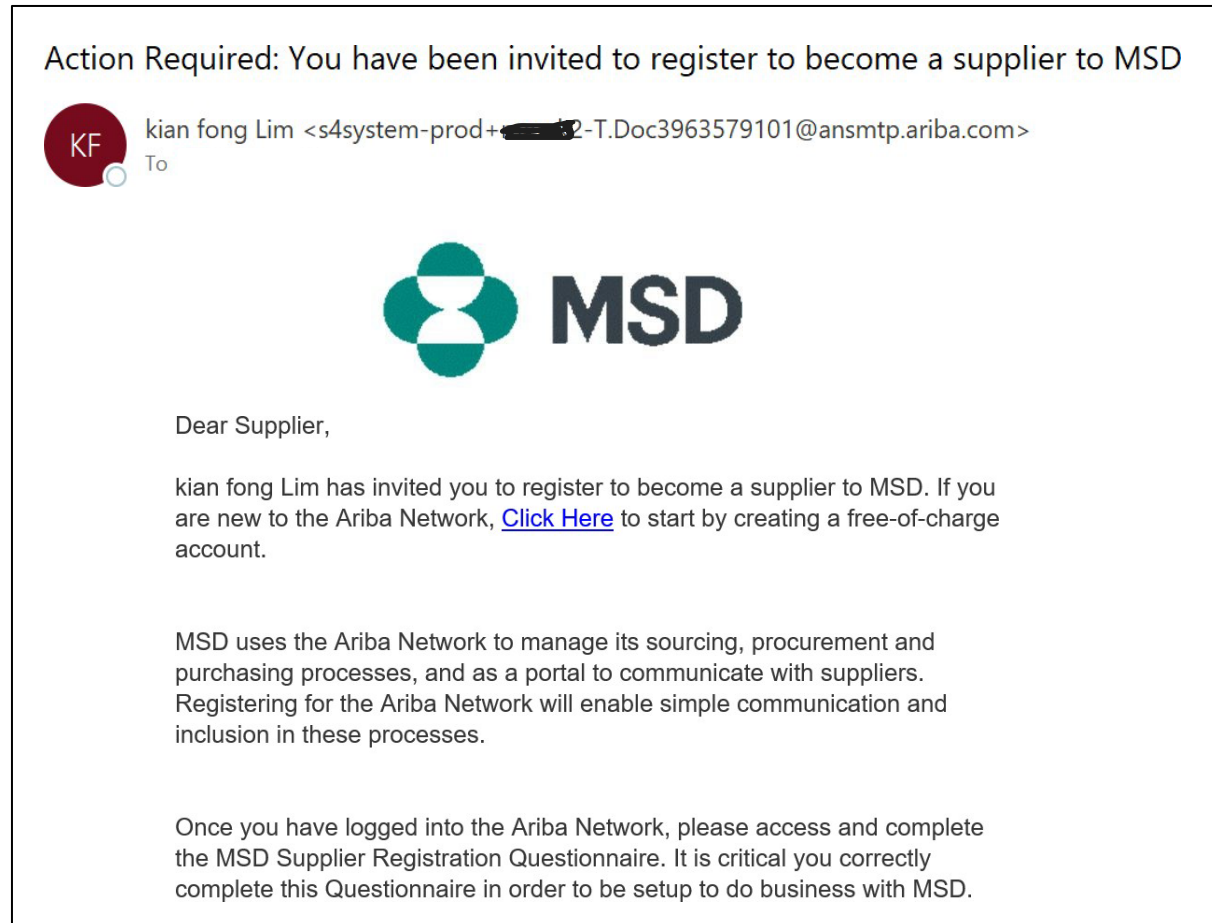 Action Required: You have been invited to register to become a supplier to MSD
KF
kian fong Lim <s4system-prod+2-T.Doc3963579101@ansmtp.ariba.com>
To
MSD
Dear Supplier,
kian fong Lim has invited you to register to become a supplier to MSD. If you
are new to the Ariba Network, Click Here to start by creating a free-of-charge
account.
MSD uses the Ariba Network to manage its sourcing, procurement and
purchasing processes, and as a portal to communicate with suppliers.
Registering for the Ariba Network will enable simple communication and
inclusion in these processes.
Once you have logged into the Ariba Network, please access and complete
the MSD Supplier Registration Questionnaire. It is critical you correctly
complete this Questionnaire in order to be setup to do business with MSD.